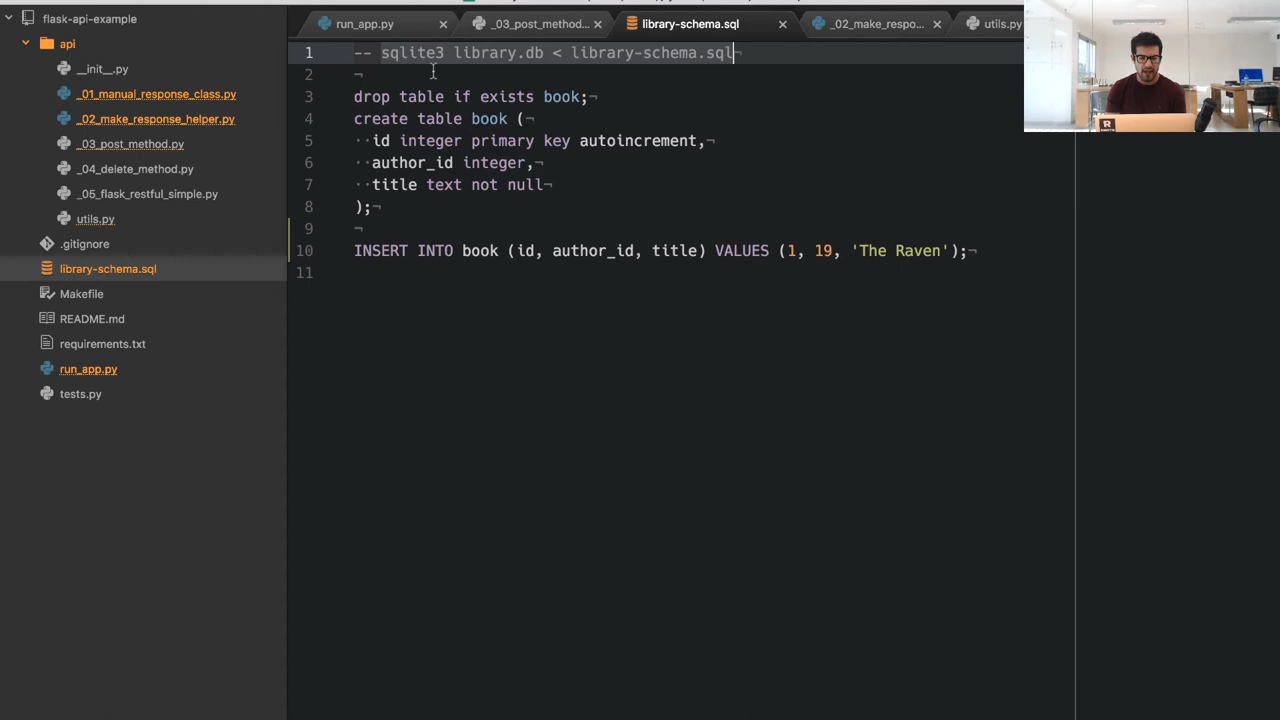 flask-api-example
api
__init__.py
_01_manual_response_class.py
_02_make_response_helper.py
_03_post_method.py
_04_delete_method.py
_05_flask_restful_simple.py
utils.py
.gitignore
library-schema.sql
Makefile
README.md
requirements.txt
run_app.py
tests.py
run_app.py × _03_post_method... × library-schema.sql × _02_make_respo... × utils.py
1 -- sqlite3 library.db < library-schema.sql¬
2 ¬
3 drop table if exists book;¬
4 create table book (¬
5 ··id integer primary key autoincrement,¬
6 ··author_id integer,¬
7 ··title text not null¬
8 );¬
9 ¬
10 INSERT INTO book (id, author_id, title) VALUES (1, 19, 'The Raven');¬
11